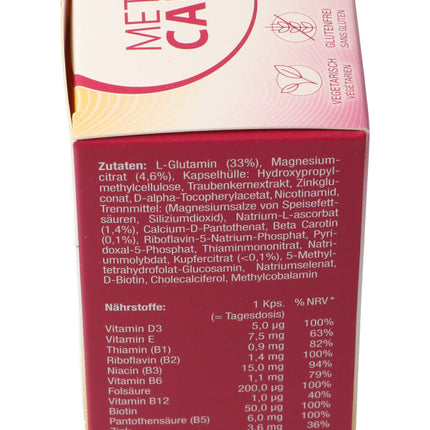 MET
CA
GLUTENFREI
SANS GLUTEN
VEGETARISCH
VEGETARIEN
Zutaten: L-Glutamin (33%), Magnesium-
citrat (4,6%), Kapselhülle: Hydroxypropyl-
methylcellulose, Traubenkernextrakt, Zinkglu-
conat, D-alpha-Tocopherylacetat, Nicotinamid,
Trennmittel: (Magnesiumsalze von Speisefett-
säuren, Siliziumdioxid), Natrium-L-ascorbat
(1,4%), Calcium-D-Pantothenat, Beta Carotin
(0,1%), Riboflavin-5-Natrium-Phosphat, Pyri-
doxal-5-Phosphat, Thiaminmononitrat, Natri-
ummolybdat, Kupfercitrat (<0,1%), 5-Methyl-
tetrahydrofolat-Glucosamin, Natriumselenat,
D-Biotin, Cholecalciferol, Methylcobalamin
Nährstoffe: 1 Kps. % NRV*
(= Tagesdosis)
Vitamin D3 5,0 µg 100%
Vitamin E 7,5 mg 63%
Thiamin (B1) 0,9 mg 82%
Riboflavin (B2) 1,4 mg 100%
Niacin (B3) 15,0 mg 94%
Vitamin B6 1,1 mg 79%
Folsäure 200,0 µg 100%
Vitamin B12 1,0 µg 40%
Biotin 50,0 µg 100%
Pantothensäure (B5) 6,0 mg 100%
Zink 3,6 mg 36%